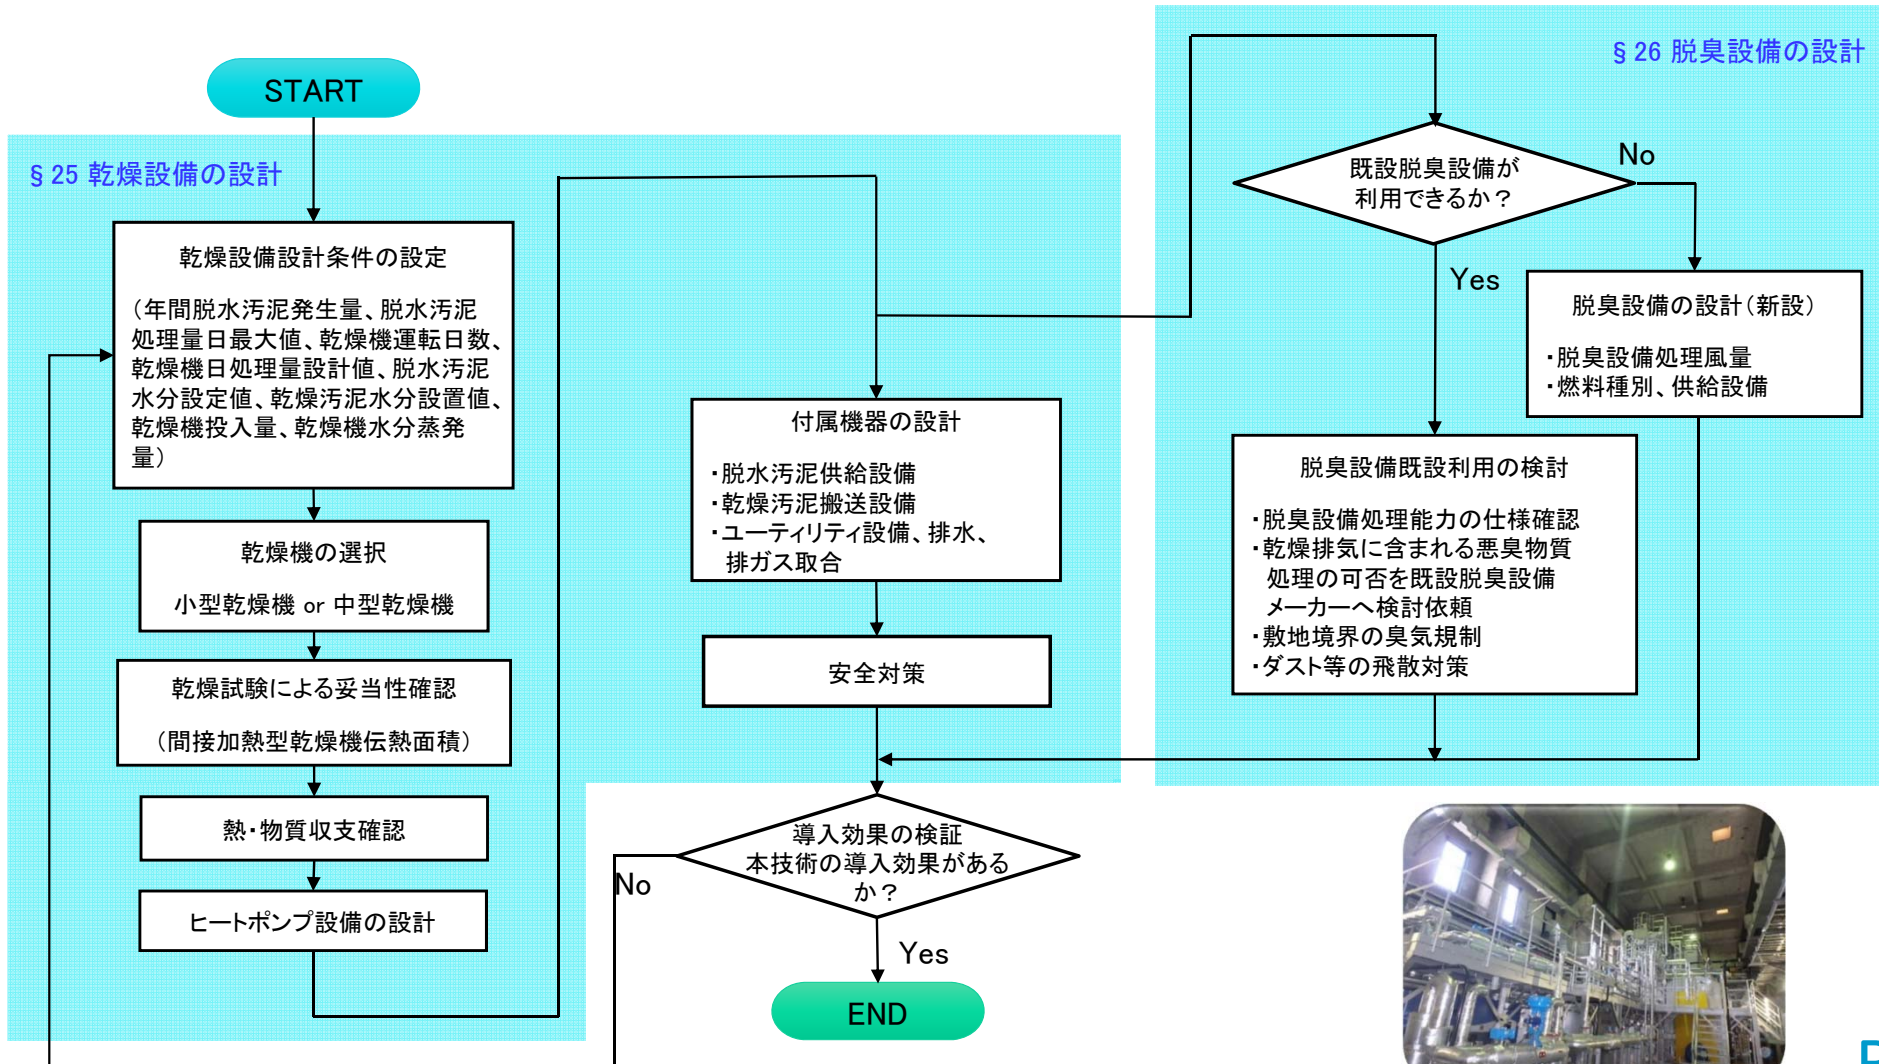 START
§25 乾燥設備の設計
乾燥設備設計条件の設定
（年間脱水汚泥発生量、脱水汚泥
処理量日最大値、乾燥機運転日数、
乾燥機日処理量設計値、脱水汚泥
水分設定値、乾燥汚泥水分設置値、
乾燥機投入量、乾燥機水分蒸発
量）
乾燥機の選択
小型乾燥機 or 中型乾燥機
乾燥試験による妥当性確認
（間接加熱型乾燥機伝熱面積）
熱・物質収支確認
ヒートポンプ設備の設計
付属機器の設計
・脱水汚泥供給設備
・乾燥汚泥搬送設備
・ユーティリティ設備、排水、
排ガス取合
安全対策
導入効果の検証
本技術の導入効果がある
か？
No
Yes
END
§26 脱臭設備の設計
既設脱臭設備が
利用できるか？
No
Yes
脱臭設備の設計（新設）
・脱臭設備処理風量
・燃料種別、供給設備
脱臭設備既設利用の検討
・脱臭設備処理能力の仕様確認
・乾燥排気に含まれる悪臭物質
処理の可否を既設脱臭設備
メーカーへ検討依頼
・敷地境界の臭気規制
・ダスト等の飛散対策